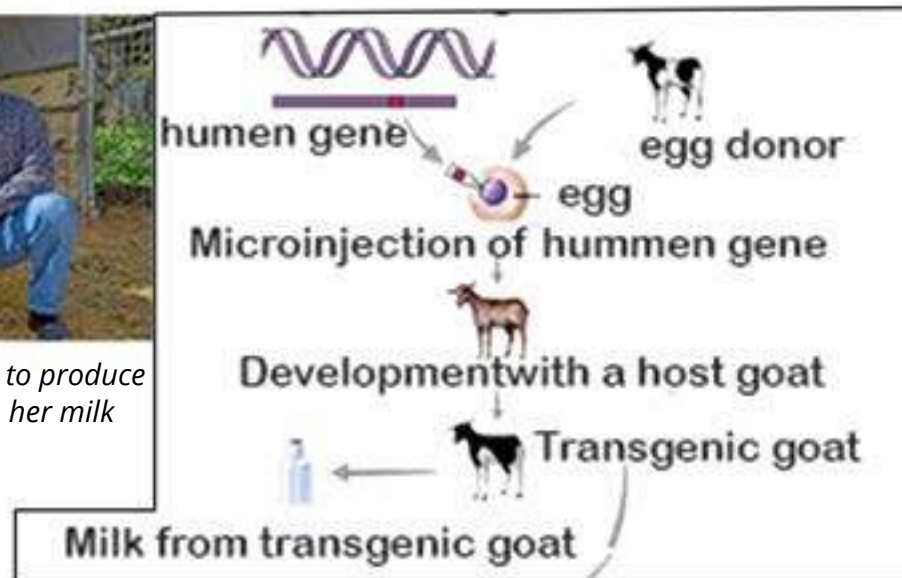 humen gene
egg donor
egg
Microinjection of hummen gene
Developmentwith a host goat
Transgenic goat
Milk from transgenic goat
to produce
her milk